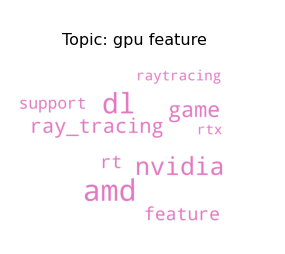 Topic: gpu feature
raytracing
support dl game
ray_tracing rtx
rt nvidia
amd
feature